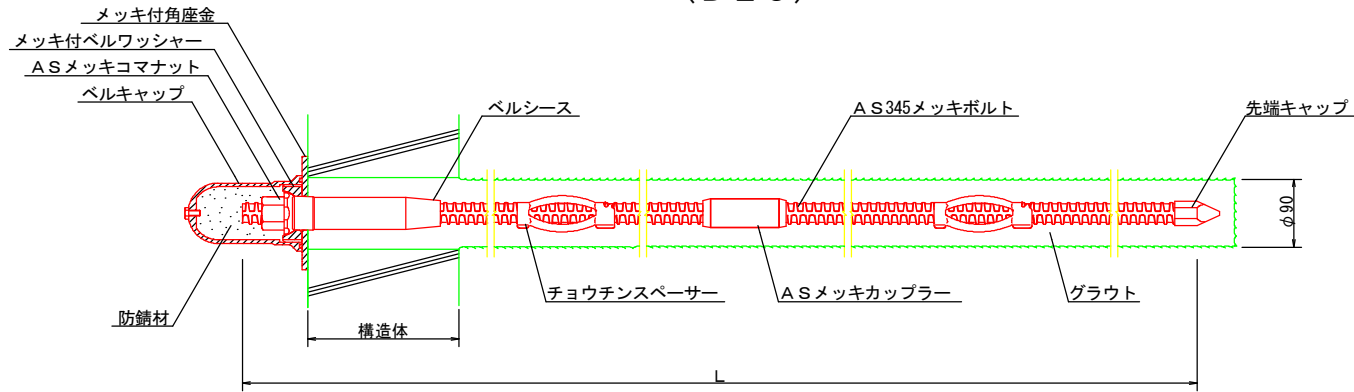 メッキ付角座金
メッキ付ベルワッシャー
ＡＳメッキコマナット
ベルキャップ
ベルシース
ＡＳ345メッキボルト
先端キャップ
φ90
チョウチンスペーサー
ＡＳメッキカップラー
グラウト
防錆材
構造体
L